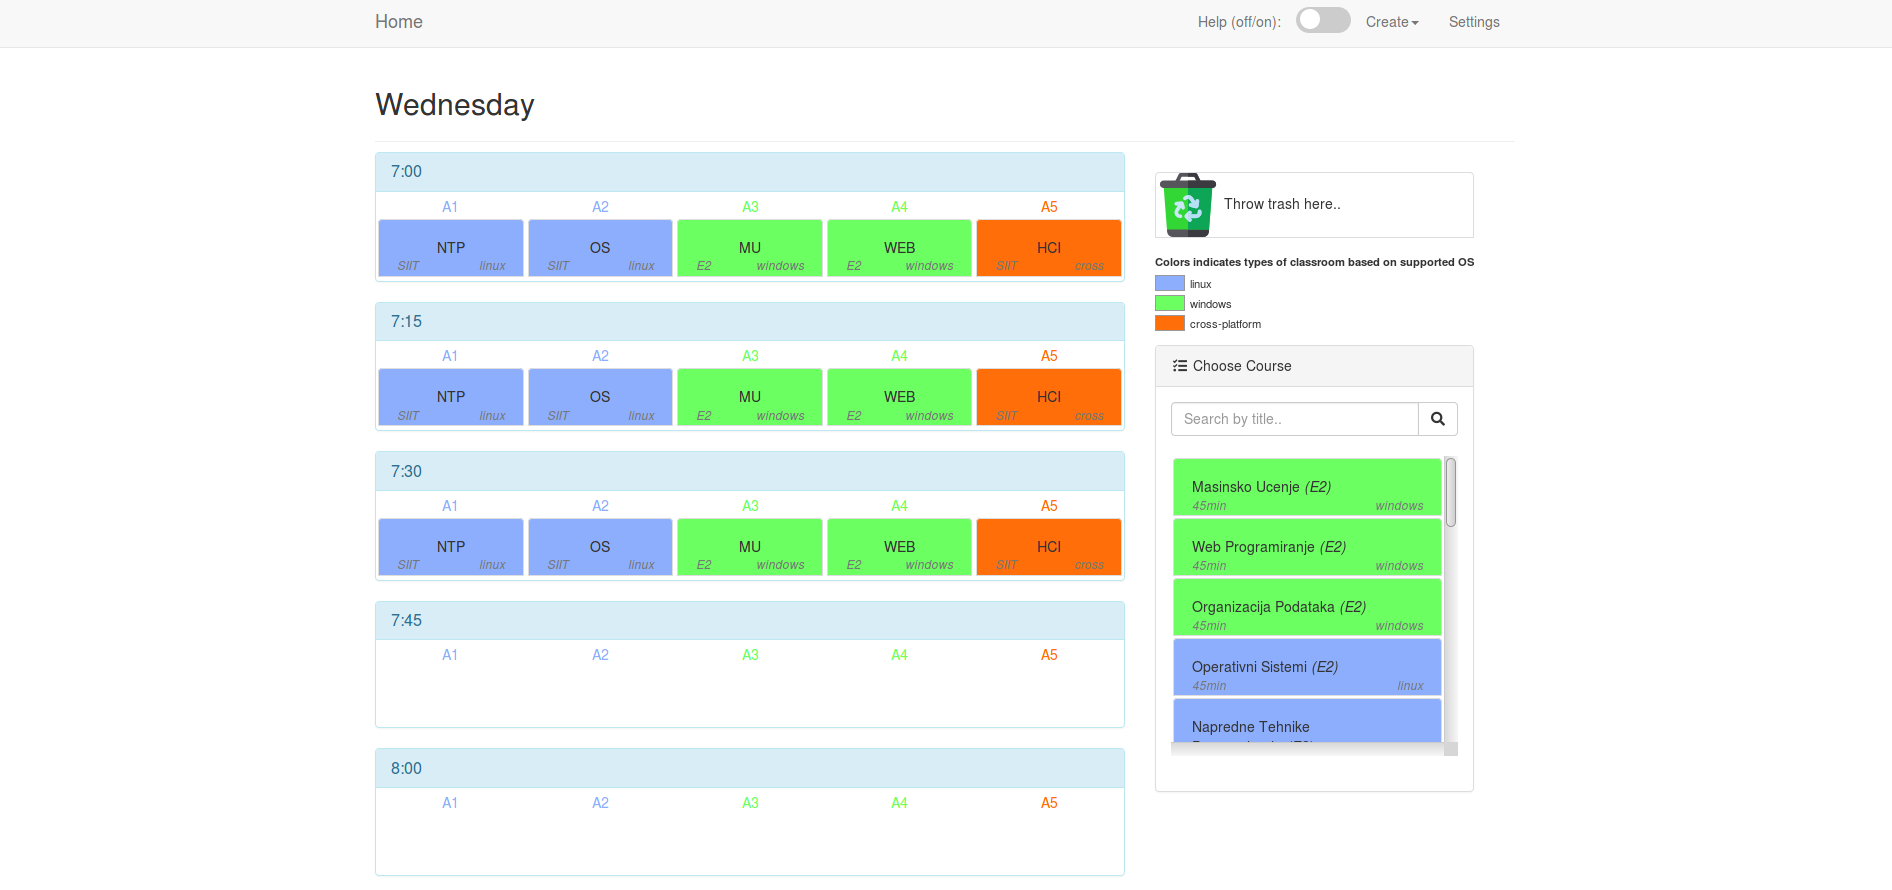 Home Help (off/on): Create Settings
Wednesday
7:00
A1 A2 A3 A4 A5
NTP OS MU WEB HCI
SIIT linux SIIT linux E2 windows E2 windows SIIT cross
7:15
A1 A2 A3 A4 A5
NTP OS MU WEB HCI
SIIT linux SIIT linux E2 windows E2 windows SIIT cross
7:30
A1 A2 A3 A4 A5
NTP OS MU WEB HCI
SIIT linux SIIT linux E2 windows E2 windows SIIT cross
7:45
A1 A2 A3 A4 A5
8:00
A1 A2 A3 A4 A5
Throw trash here..
Colors indicates types of classroom based on supported OS
linux
windows
cross-platform
Choose Course
Search by title..
Masinsko Ucenje (E2)
45min windows
Web Programiranje (E2)
45min windows
Organizacija Podataka (E2)
45min windows
Operativni Sistemi (E2)
45min linux
Napredne Tehnike